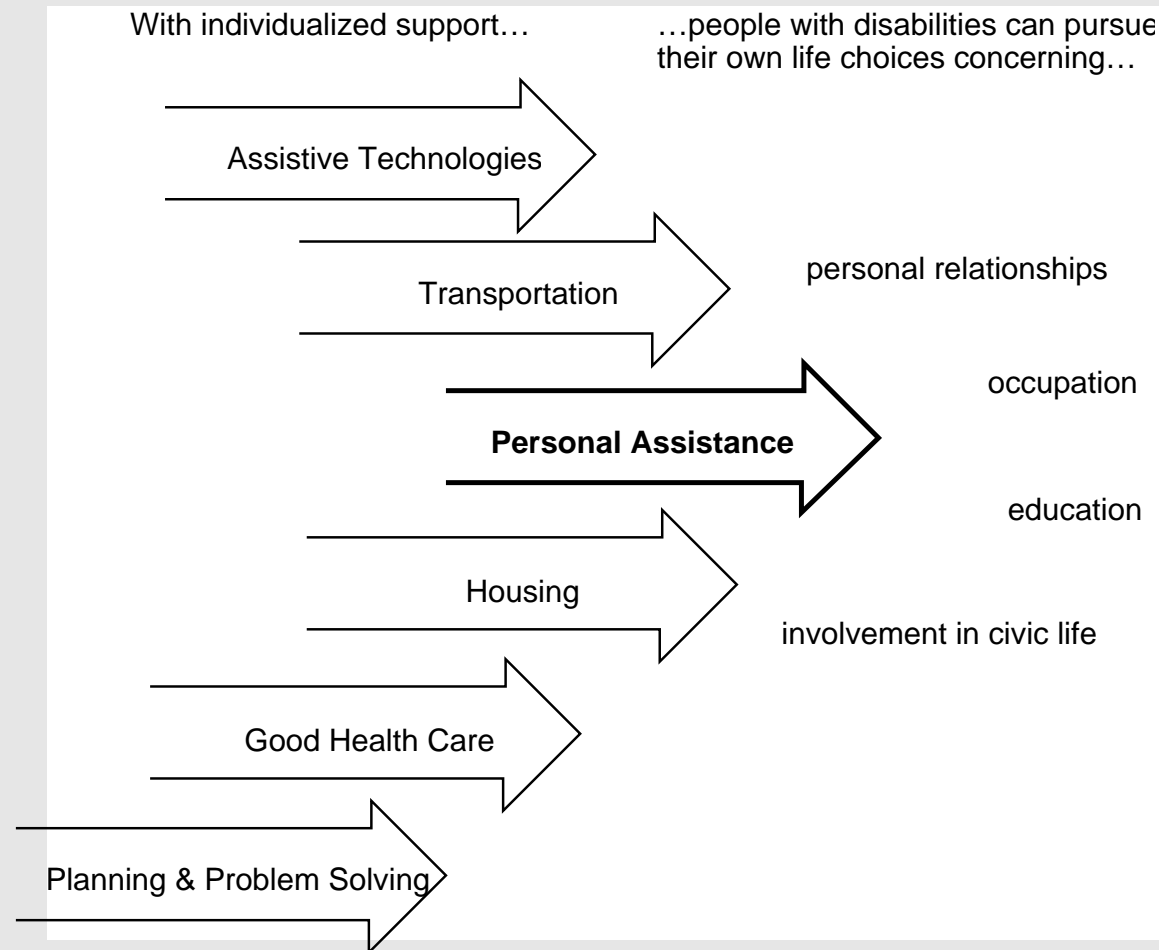 With individualized support…
…people with disabilities can pursue
their own life choices concerning…
Assistive Technologies
Transportation
personal relationships
occupation
Personal Assistance
education
Housing
involvement in civic life
Good Health Care
Planning & Problem Solving